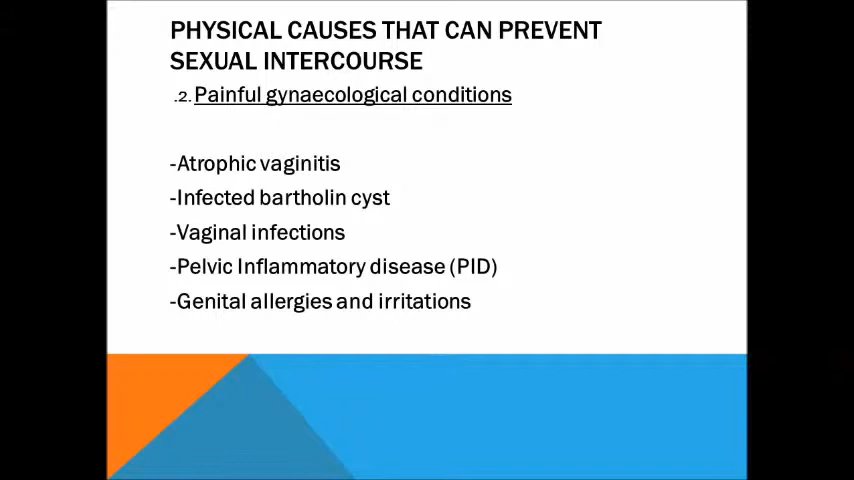 PHYSICAL CAUSES THAT CAN PREVENT
SEXUAL INTERCOURSE
.2. Painful gynaecological conditions
-Atrophic vaginitis
-Infected bartholin cyst
-Vaginal infections
-Pelvic Inflammatory disease (PID)
-Genital allergies and irritations